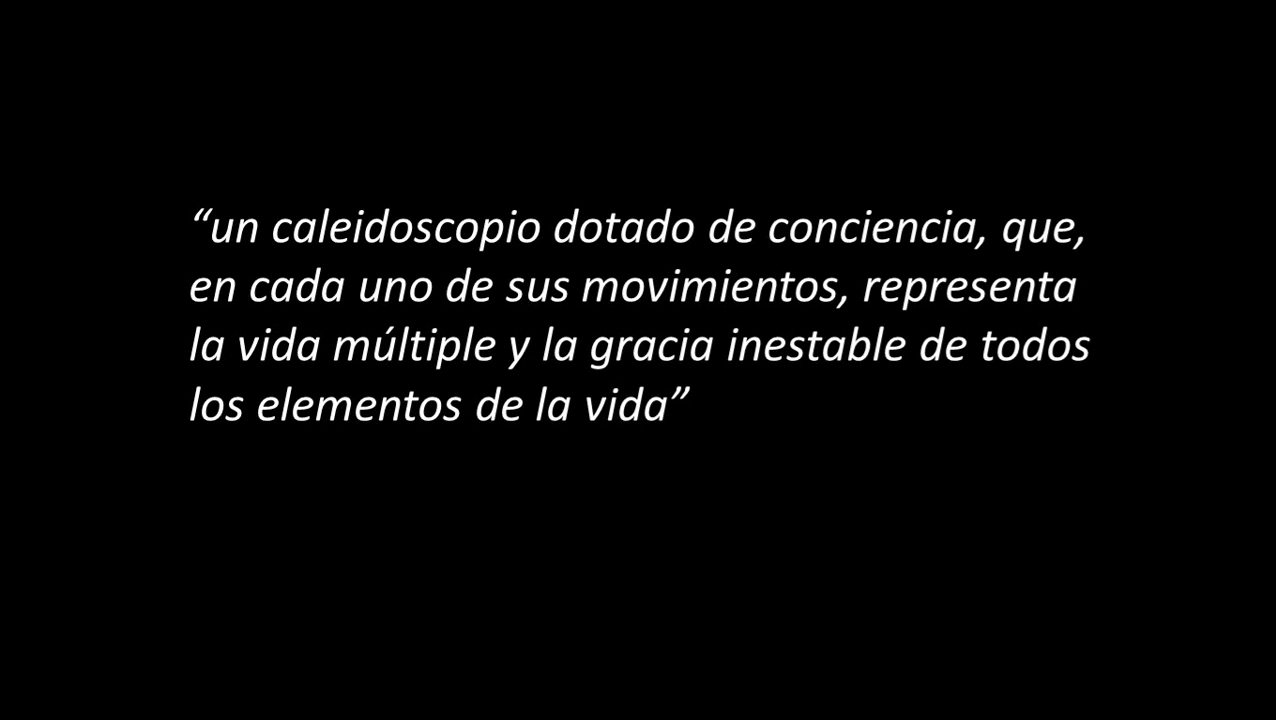 “un caleidoscopio dotado de conciencia, que,
en cada uno de sus movimientos, representa
la vida múltiple y la gracia inestable de todos
los elementos de la vida”